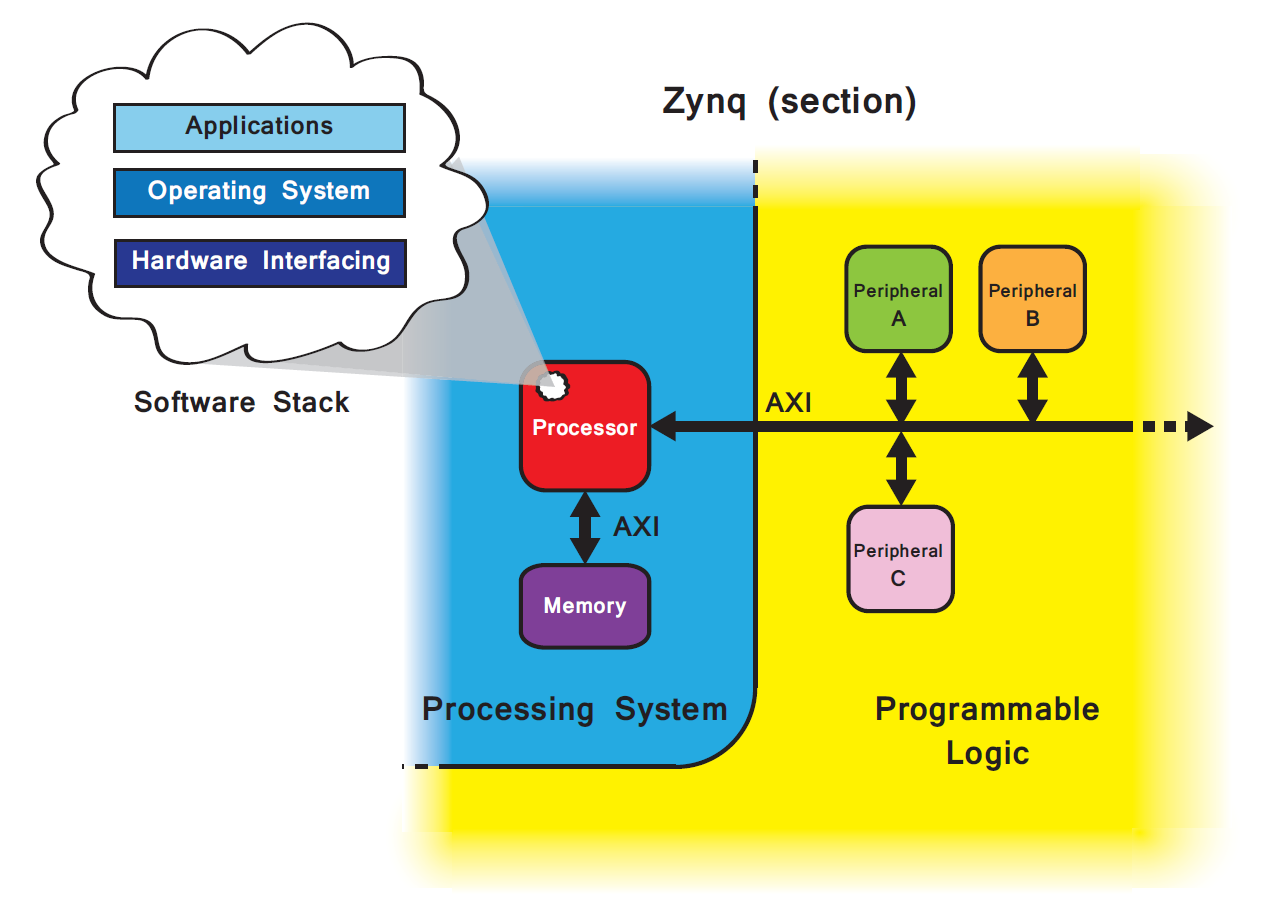 Zynq (section)
Applications
Operating System
Hardware Interfacing
Software Stack
Processor
AXI
Memory
Processing System
AXI
Peripheral
A
Peripheral
B
Peripheral
C
Programmable
Logic